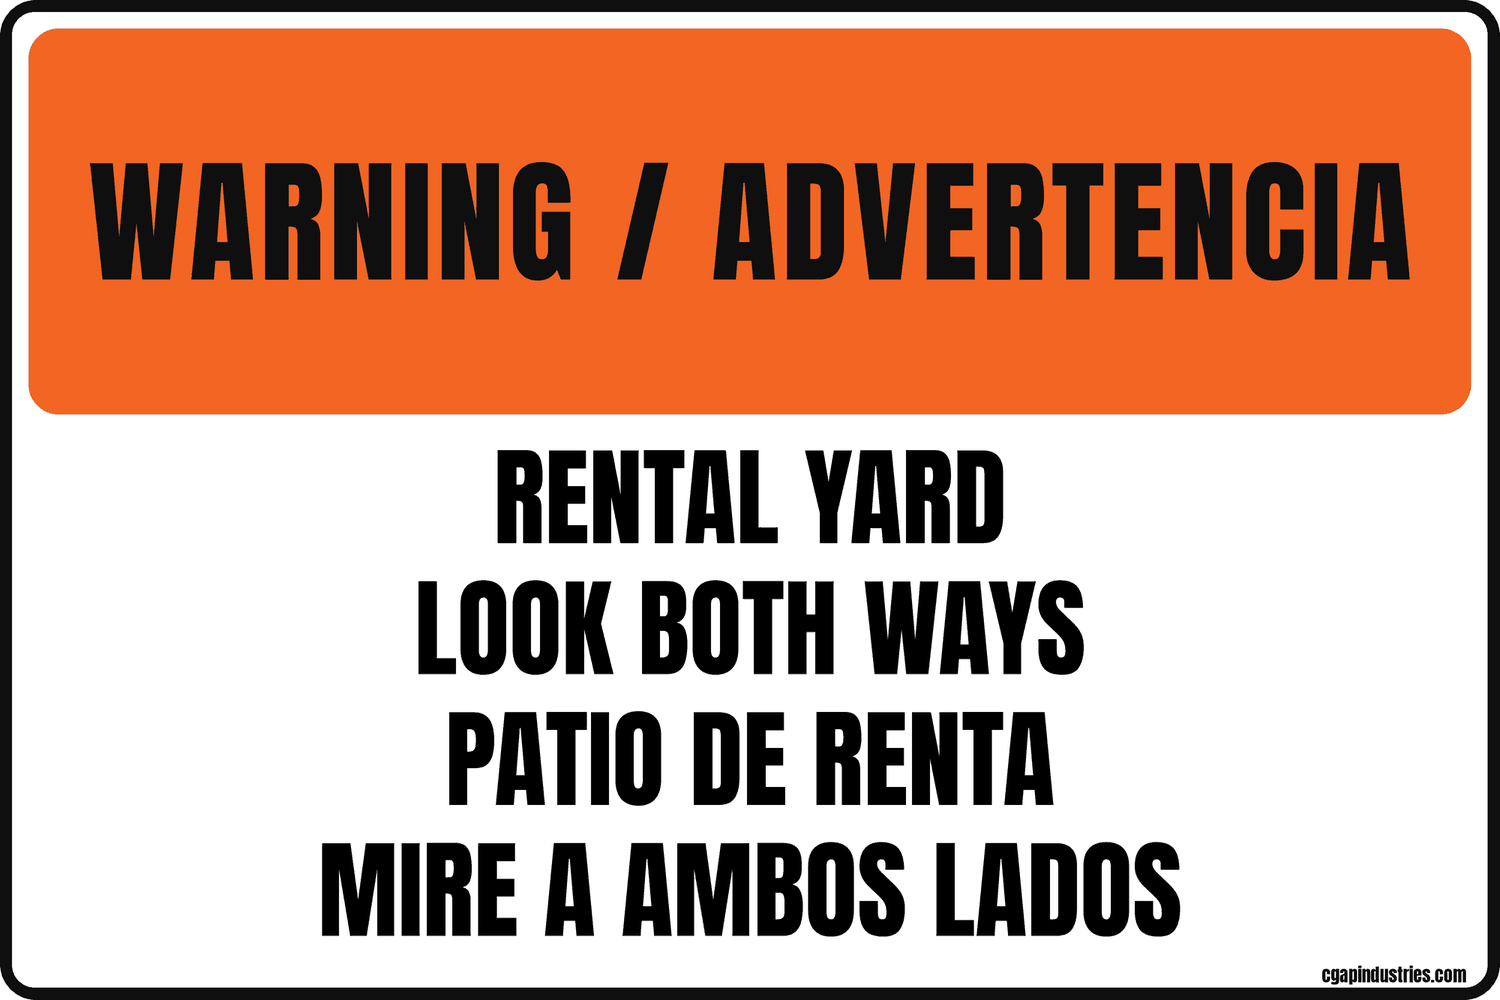 WARNING / ADVERTENCIA
RENTAL YARD
LOOK BOTH WAYS
PATIO DE RENTA
MIRE A AMBOS LADOS
cgapindustries.com